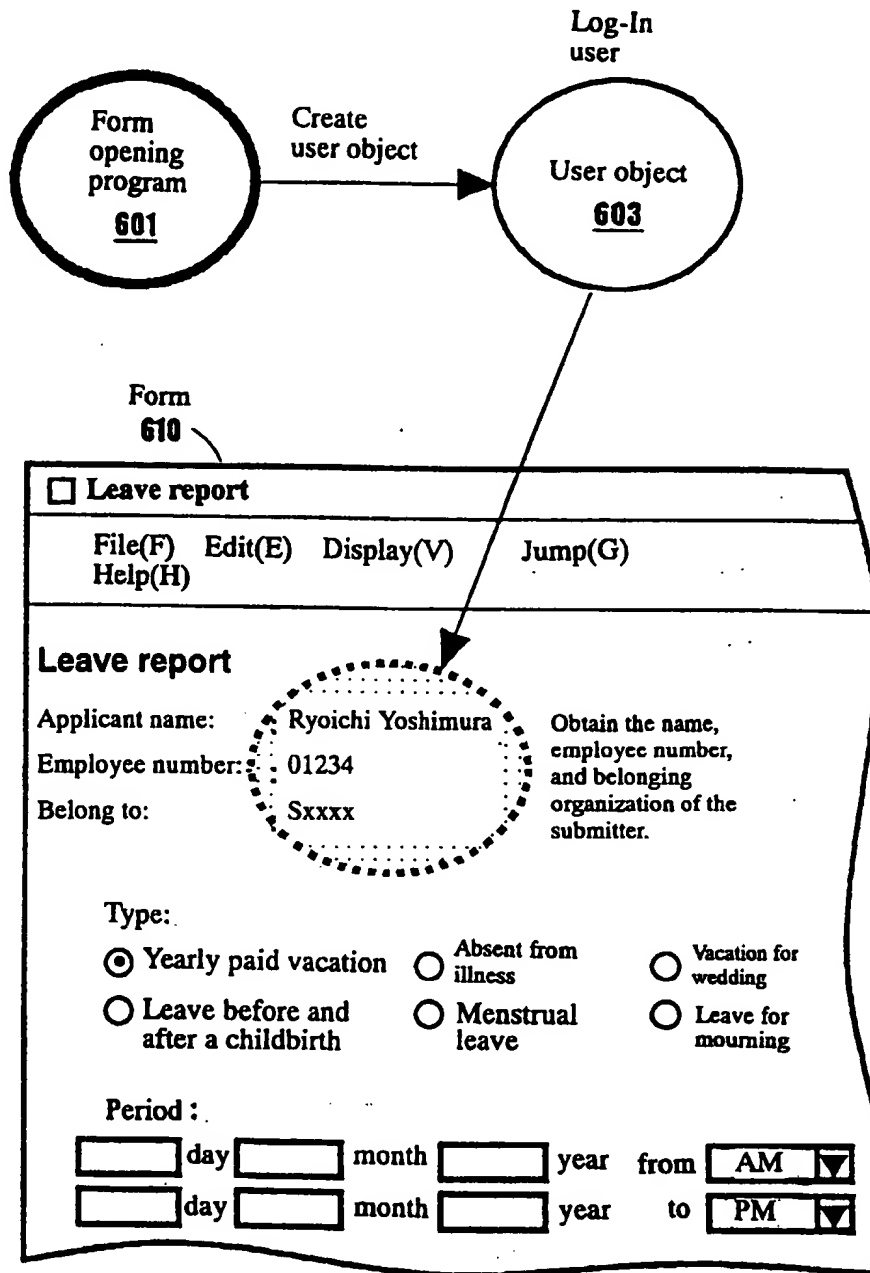 Log-In
user
Form
opening
program
601
Create
user object
User object
603
Form
610
Leave report
File(F) Edit(E) Display(V) Jump(G)
Help(H)
Leave report
Applicant name: Ryoichi Yoshimura
Employee number: 01234
Belong to: Sxxxx
Obtain the name,
employee number,
and belonging
organization of the
submitter.
Type:
Yearly paid vacation
Absent from
illness
Vacation for
wedding
Leave before and
after a childbirth
Menstrual
leave
Leave for
mourning
Period :
day month year from AM
day month year to PM